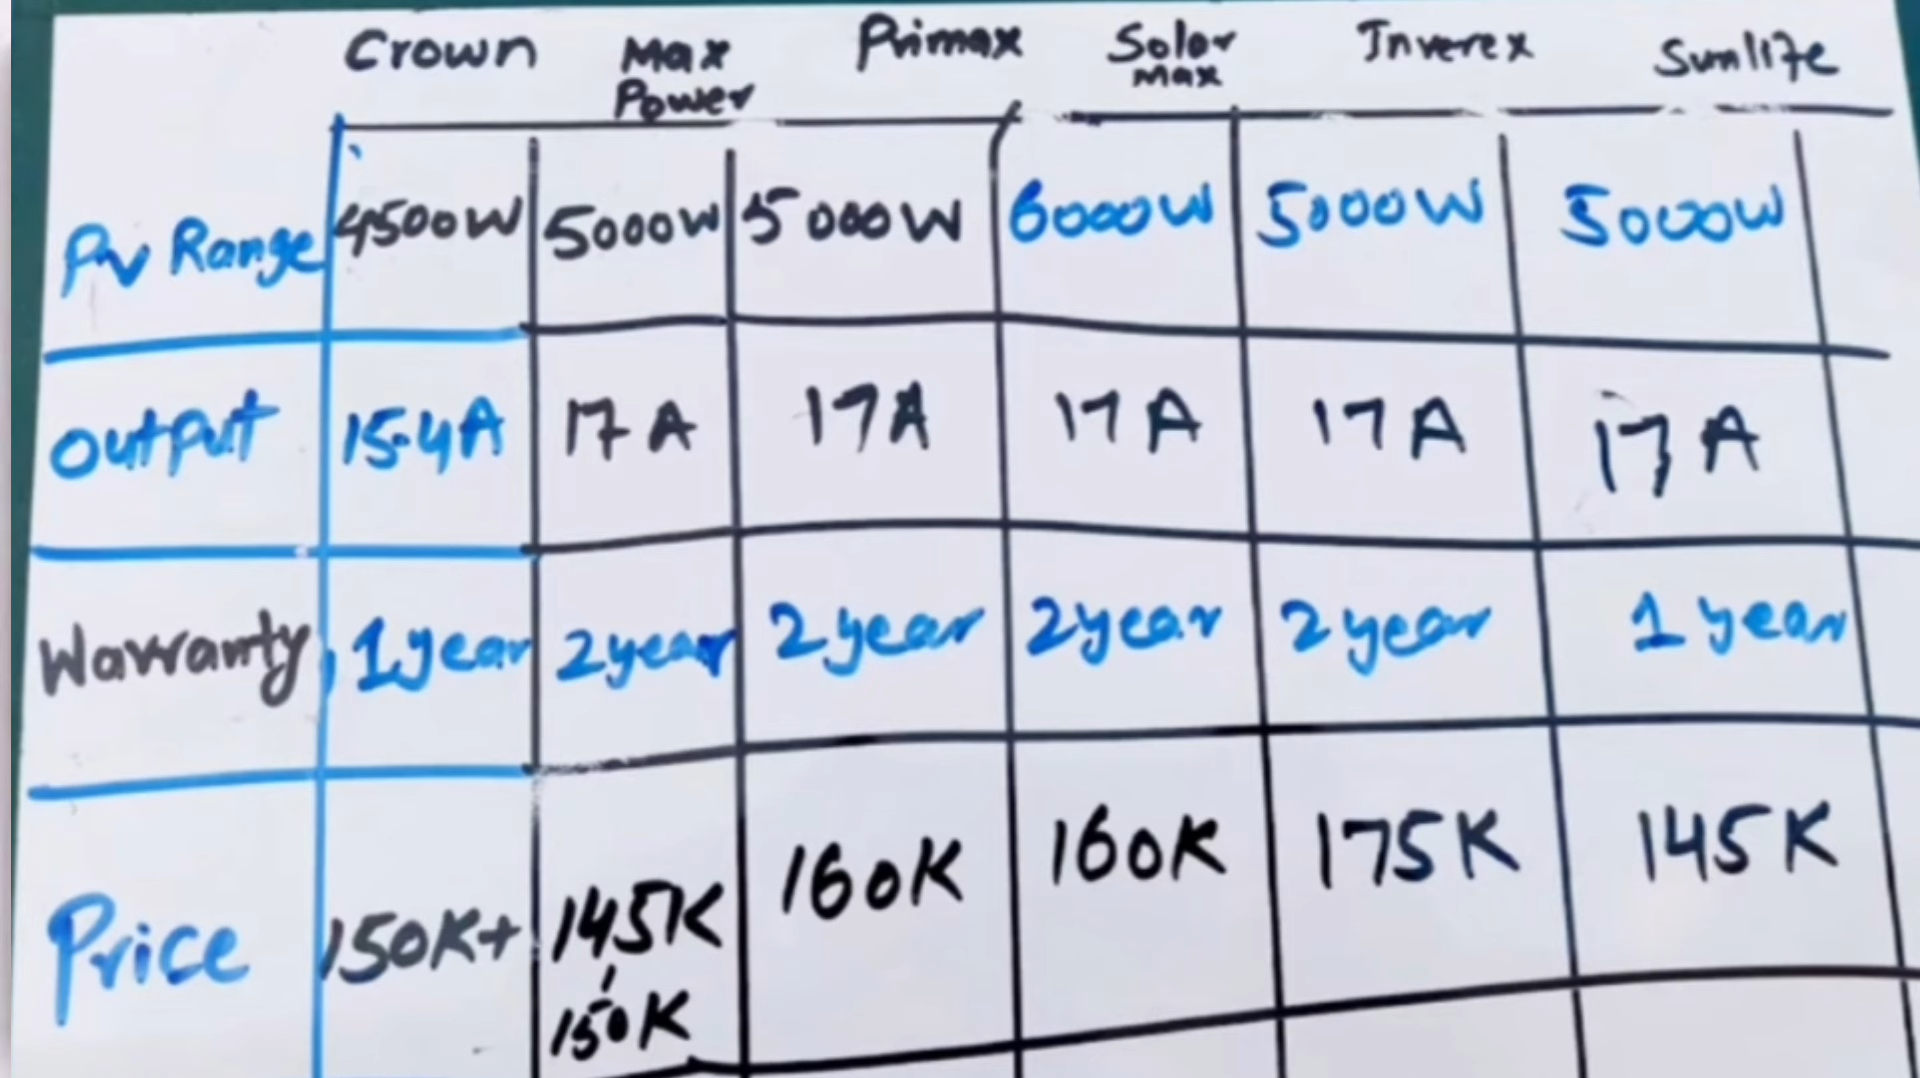 Crown Max Power Primax Solar max Inverex Sunlife
Pv Range 4500W 5000W 5000W 6000W 5000W 5000W
output 15.4A 17A 17A 17A 17A 17A
Warranty 1year 2year 2year 2year 2year 1 year
Price 150K+ 145K / 150K 160K 160K 175K 145K